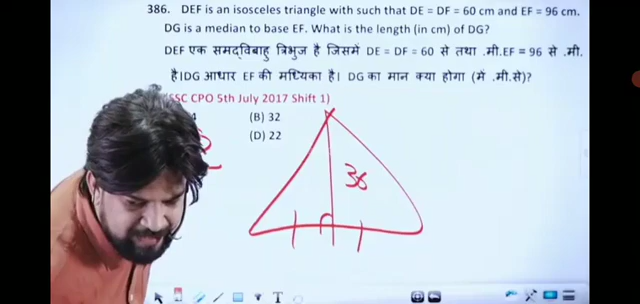 386. DEF is an isosceles triangle with such that DE = DF = 60 cm and EF = 96 cm.
DG is a median to base EF. What is the length (in cm) of DG?
DEF एक समद्विबाहु त्रिभुज है जिसमे DE = DF = 60 से तथा .मी.EF = 96 से .मी.
है।DG आधार EF की मध्यिका है। DG का मान क्या होगा (में .मी.से)?
SSC CPO 5th July 2017 Shift 1)
(B) 32
(D) 22
36